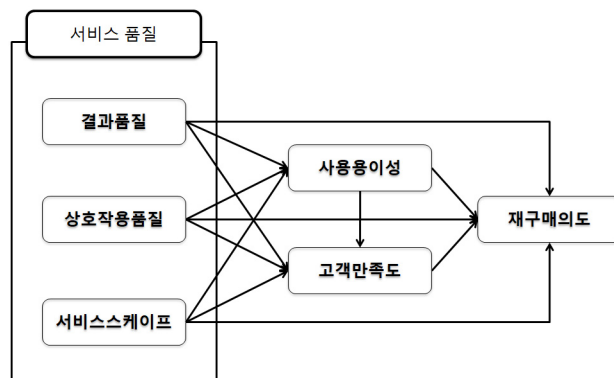 서비스 품질
결과품질
사용용이성
상호작용품질
재구매의도
고객만족도
서비스스케이프